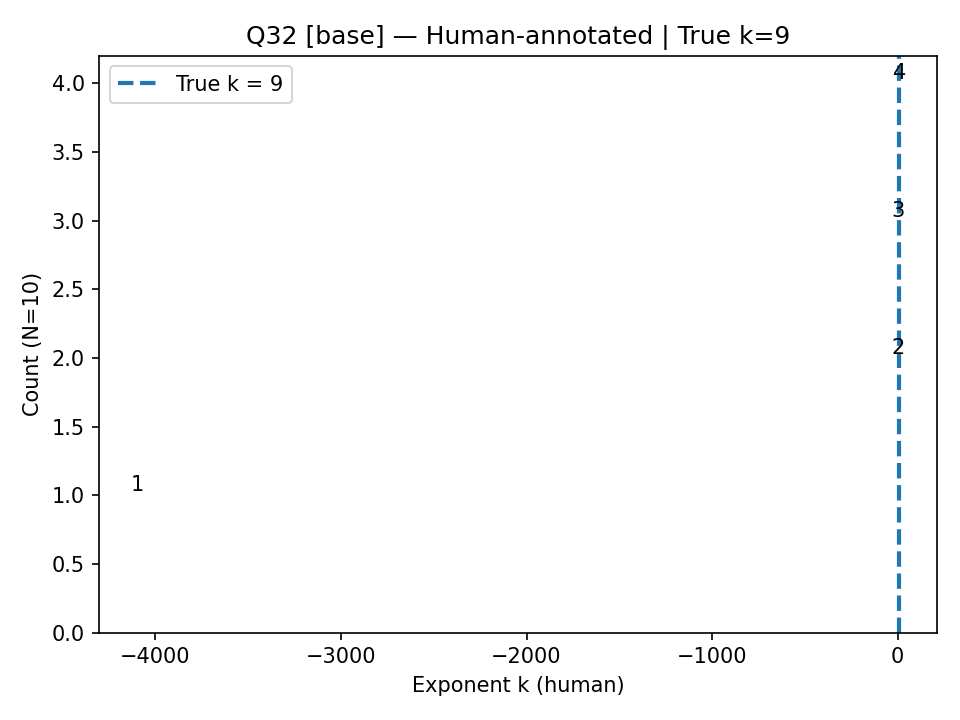 Q32 [base] — Human-annotated | True k=9
True k = 9
4.0
3.5
3.0
2.5
2.0
1.5
1.0
0.5
0.0
Count (N=10)
4
3
2
1
−4000 −3000 −2000 −1000 0
Exponent k (human)